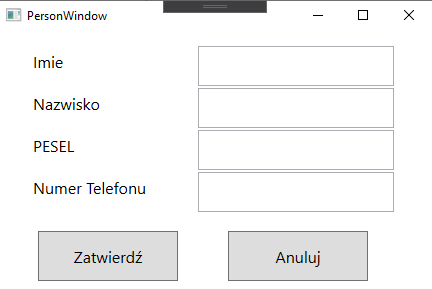 PersonWindow
Imie
Nazwisko
PESEL
Numer Telefonu
Zatwierdź Anuluj